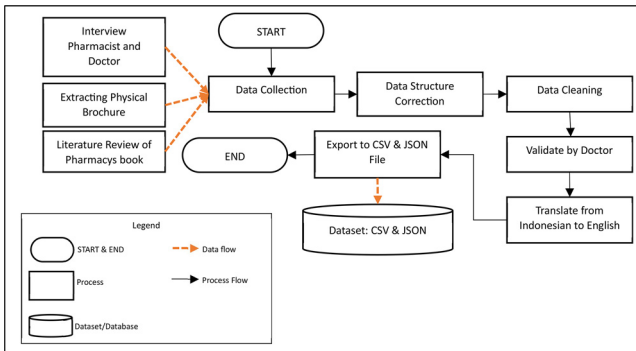 Interview
Pharmacist and
Doctor
START
Extracting Physical
Brochure
Data Collection
Data Structure
Correction
Data Cleaning
Literature Review of
Pharmacys book
END
Export to CSV & JSON
File
Validate by Doctor
Translate from
Indonesian to English
Dataset: CSV & JSON
Legend
START & END
Data flow
Process
Process Flow
Dataset/Database